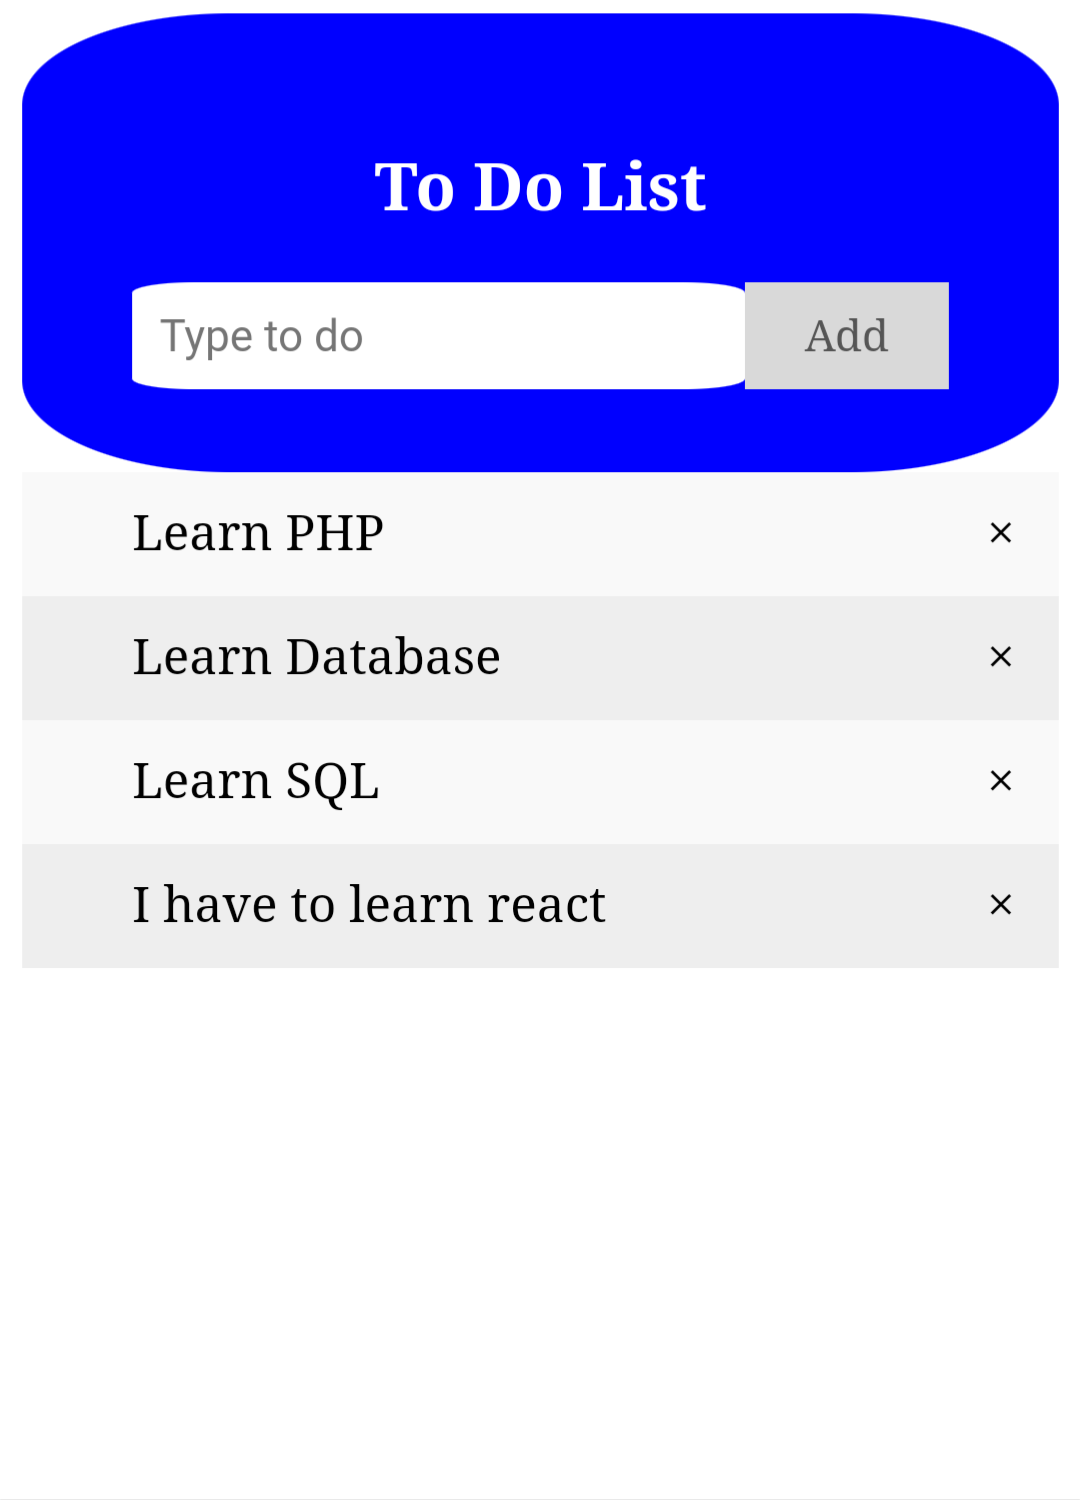 To Do List
Type to do Add
Learn PHP ×
Learn Database ×
Learn SQL ×
I have to learn react ×